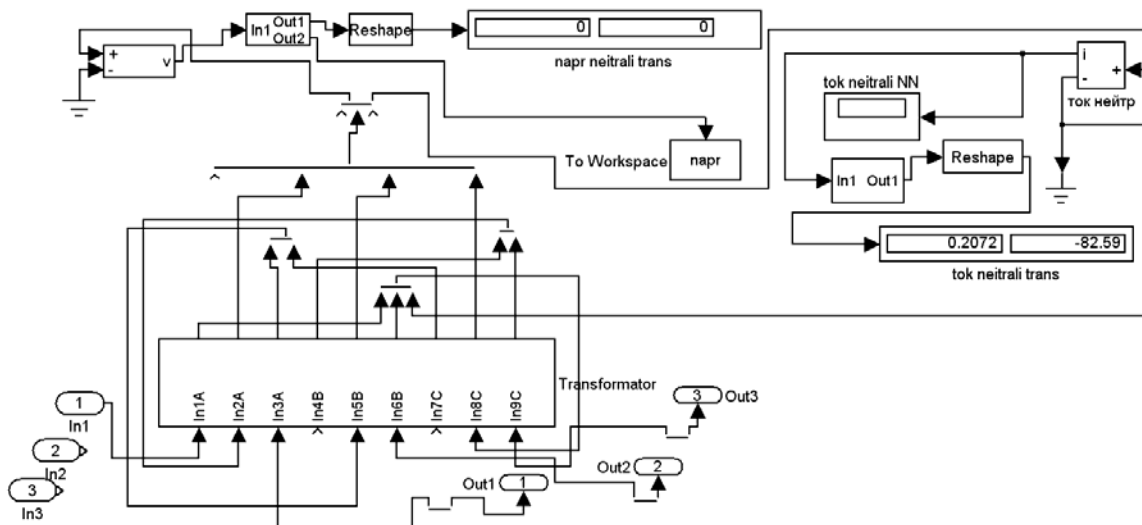 +
-
v
In1 Out1
Out2
Reshape
0 0
napr neitrali trans
i
-
+
ток нейтр
tok neitrali NN
To Workspace
napr
In1 Out1
Reshape
0.2072 -82.59
tok neitrali trans
Transformator
In1A In2A In3A In4B In5B In6B In7C In8C In9C
1
In1
2
In2
3
In3
3
Out3
Out2
2
Out1
1